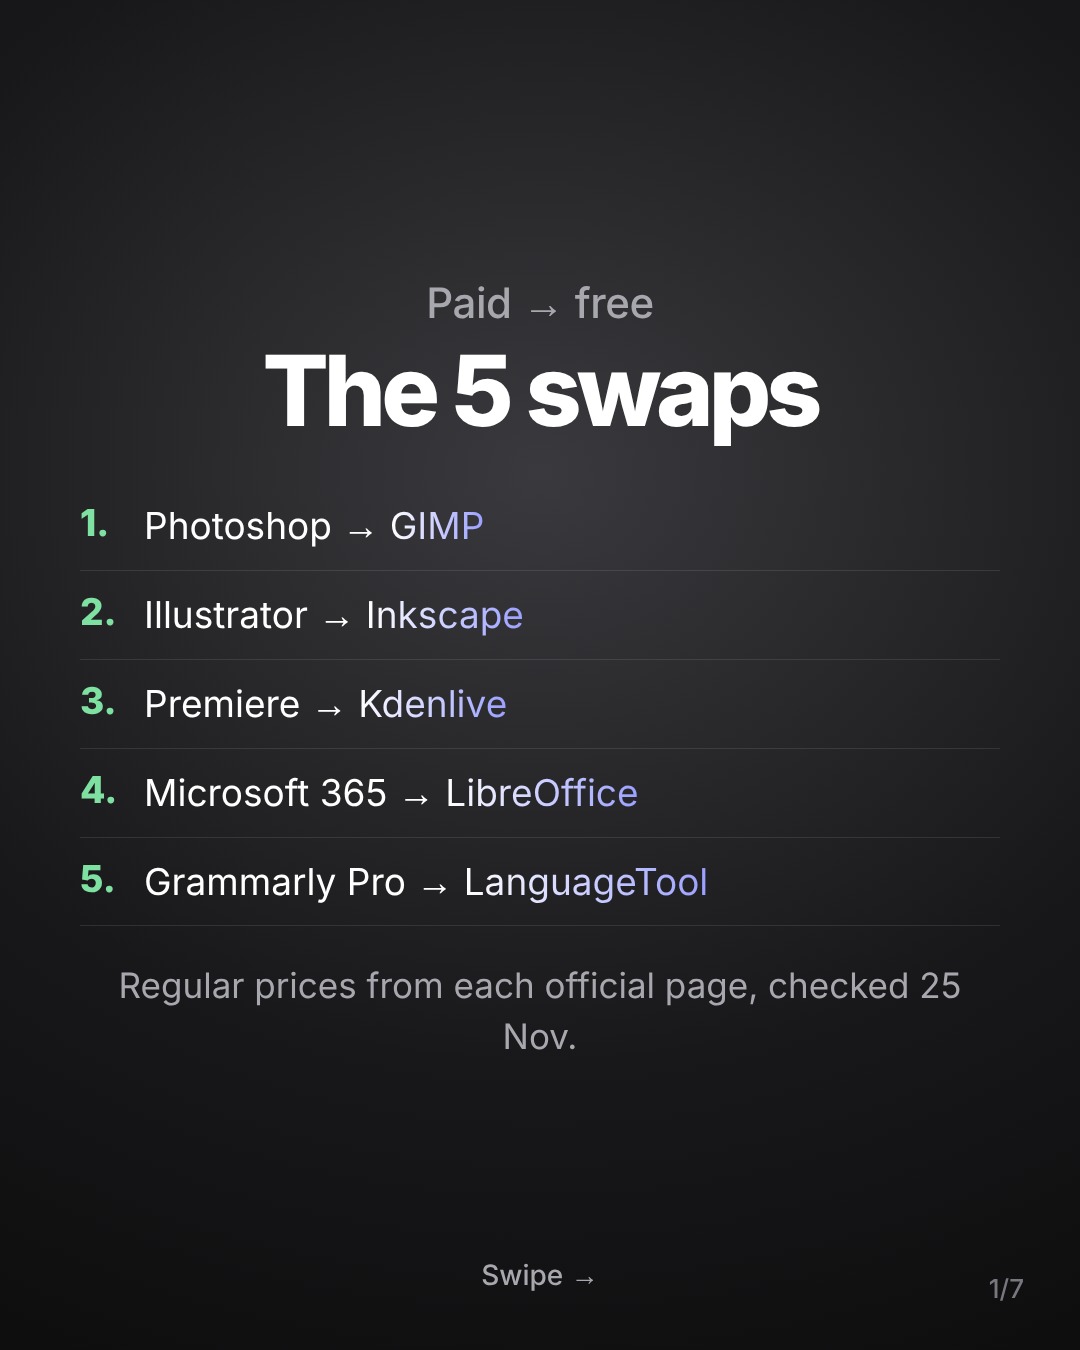 Paid → free
The 5 swaps
1. Photoshop → GIMP
2. Illustrator → Inkscape
3. Premiere → Kdenlive
4. Microsoft 365 → LibreOffice
5. Grammarly Pro → LanguageTool
Regular prices from each official page, checked 25
Nov.
Swipe →
1/7